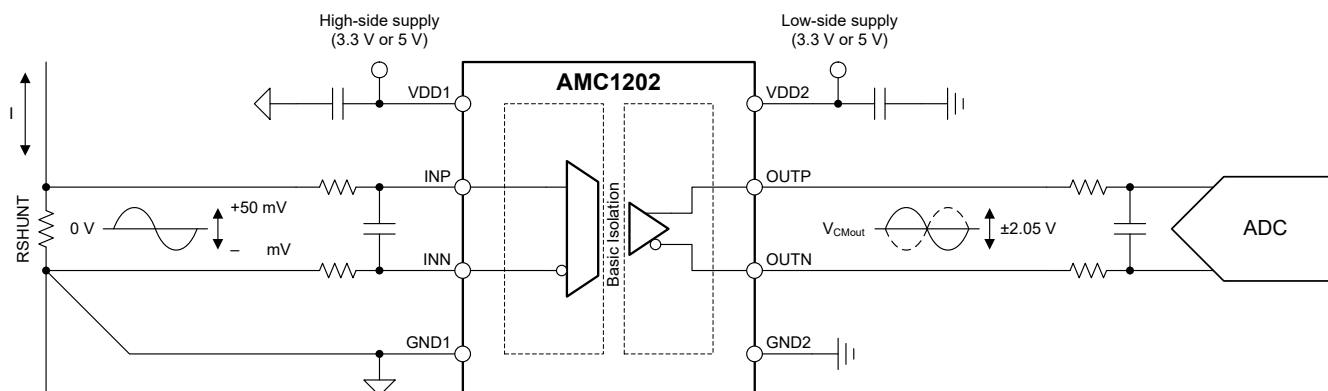 High-side supply
(3.3 V or 5 V)
Low-side supply
(3.3 V or 5 V)
AMC1202
VDD1
VDD2
I
INP
OUTP
RSHUNT
0 V
+50 mV
– mV
Basic Isolation
VCMout
±2.05 V
ADC
INN
OUTN
GND1
GND2